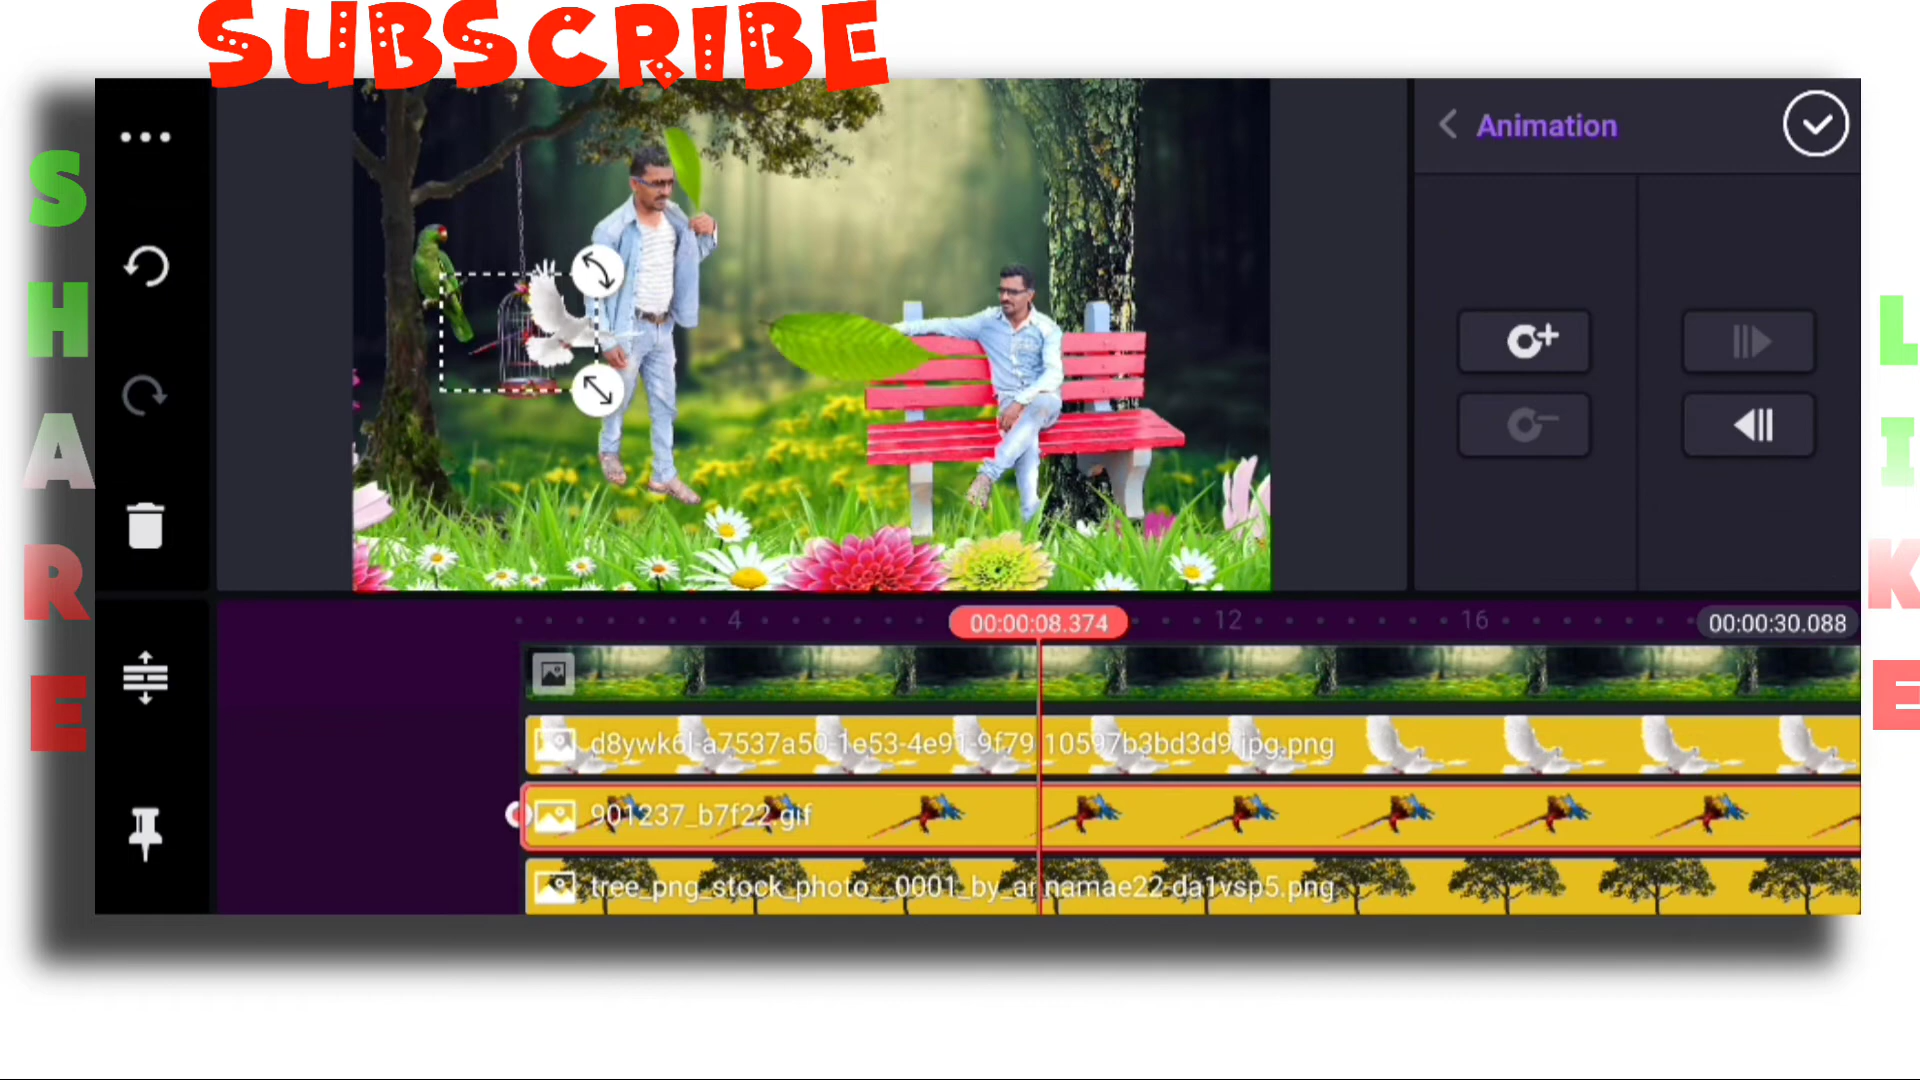 SUBSCRIBE
SHARE
LIKE
Animation
4
00:00:08.374
12
16
00:00:30.088
d8ywk6l-a7537a50-1e53-4e91-9f79-10597b3bd3d9.jpg.png
901237_b7f22.gif
tree_png_stock_photo__0001_by_annamae22-da1vsp5.png